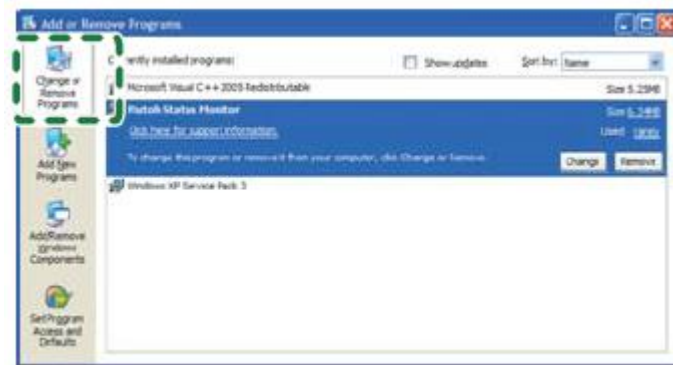 Add or Remove Programs
Change or
Remove
Programs
Currently installed programs:
Show updates
Sort by: Name
Microsoft Visual C++ 2005 Redistributable
Size 5.25MB
Status Monitor
Size
Click here for support information.
Used
To change this program or remove it from your computer, click Change or Remove.
Change
Remove
Windows XP Service Pack 3
Add New
Programs
Add/Remove
Windows
Components
Set Program
Access and
Defaults